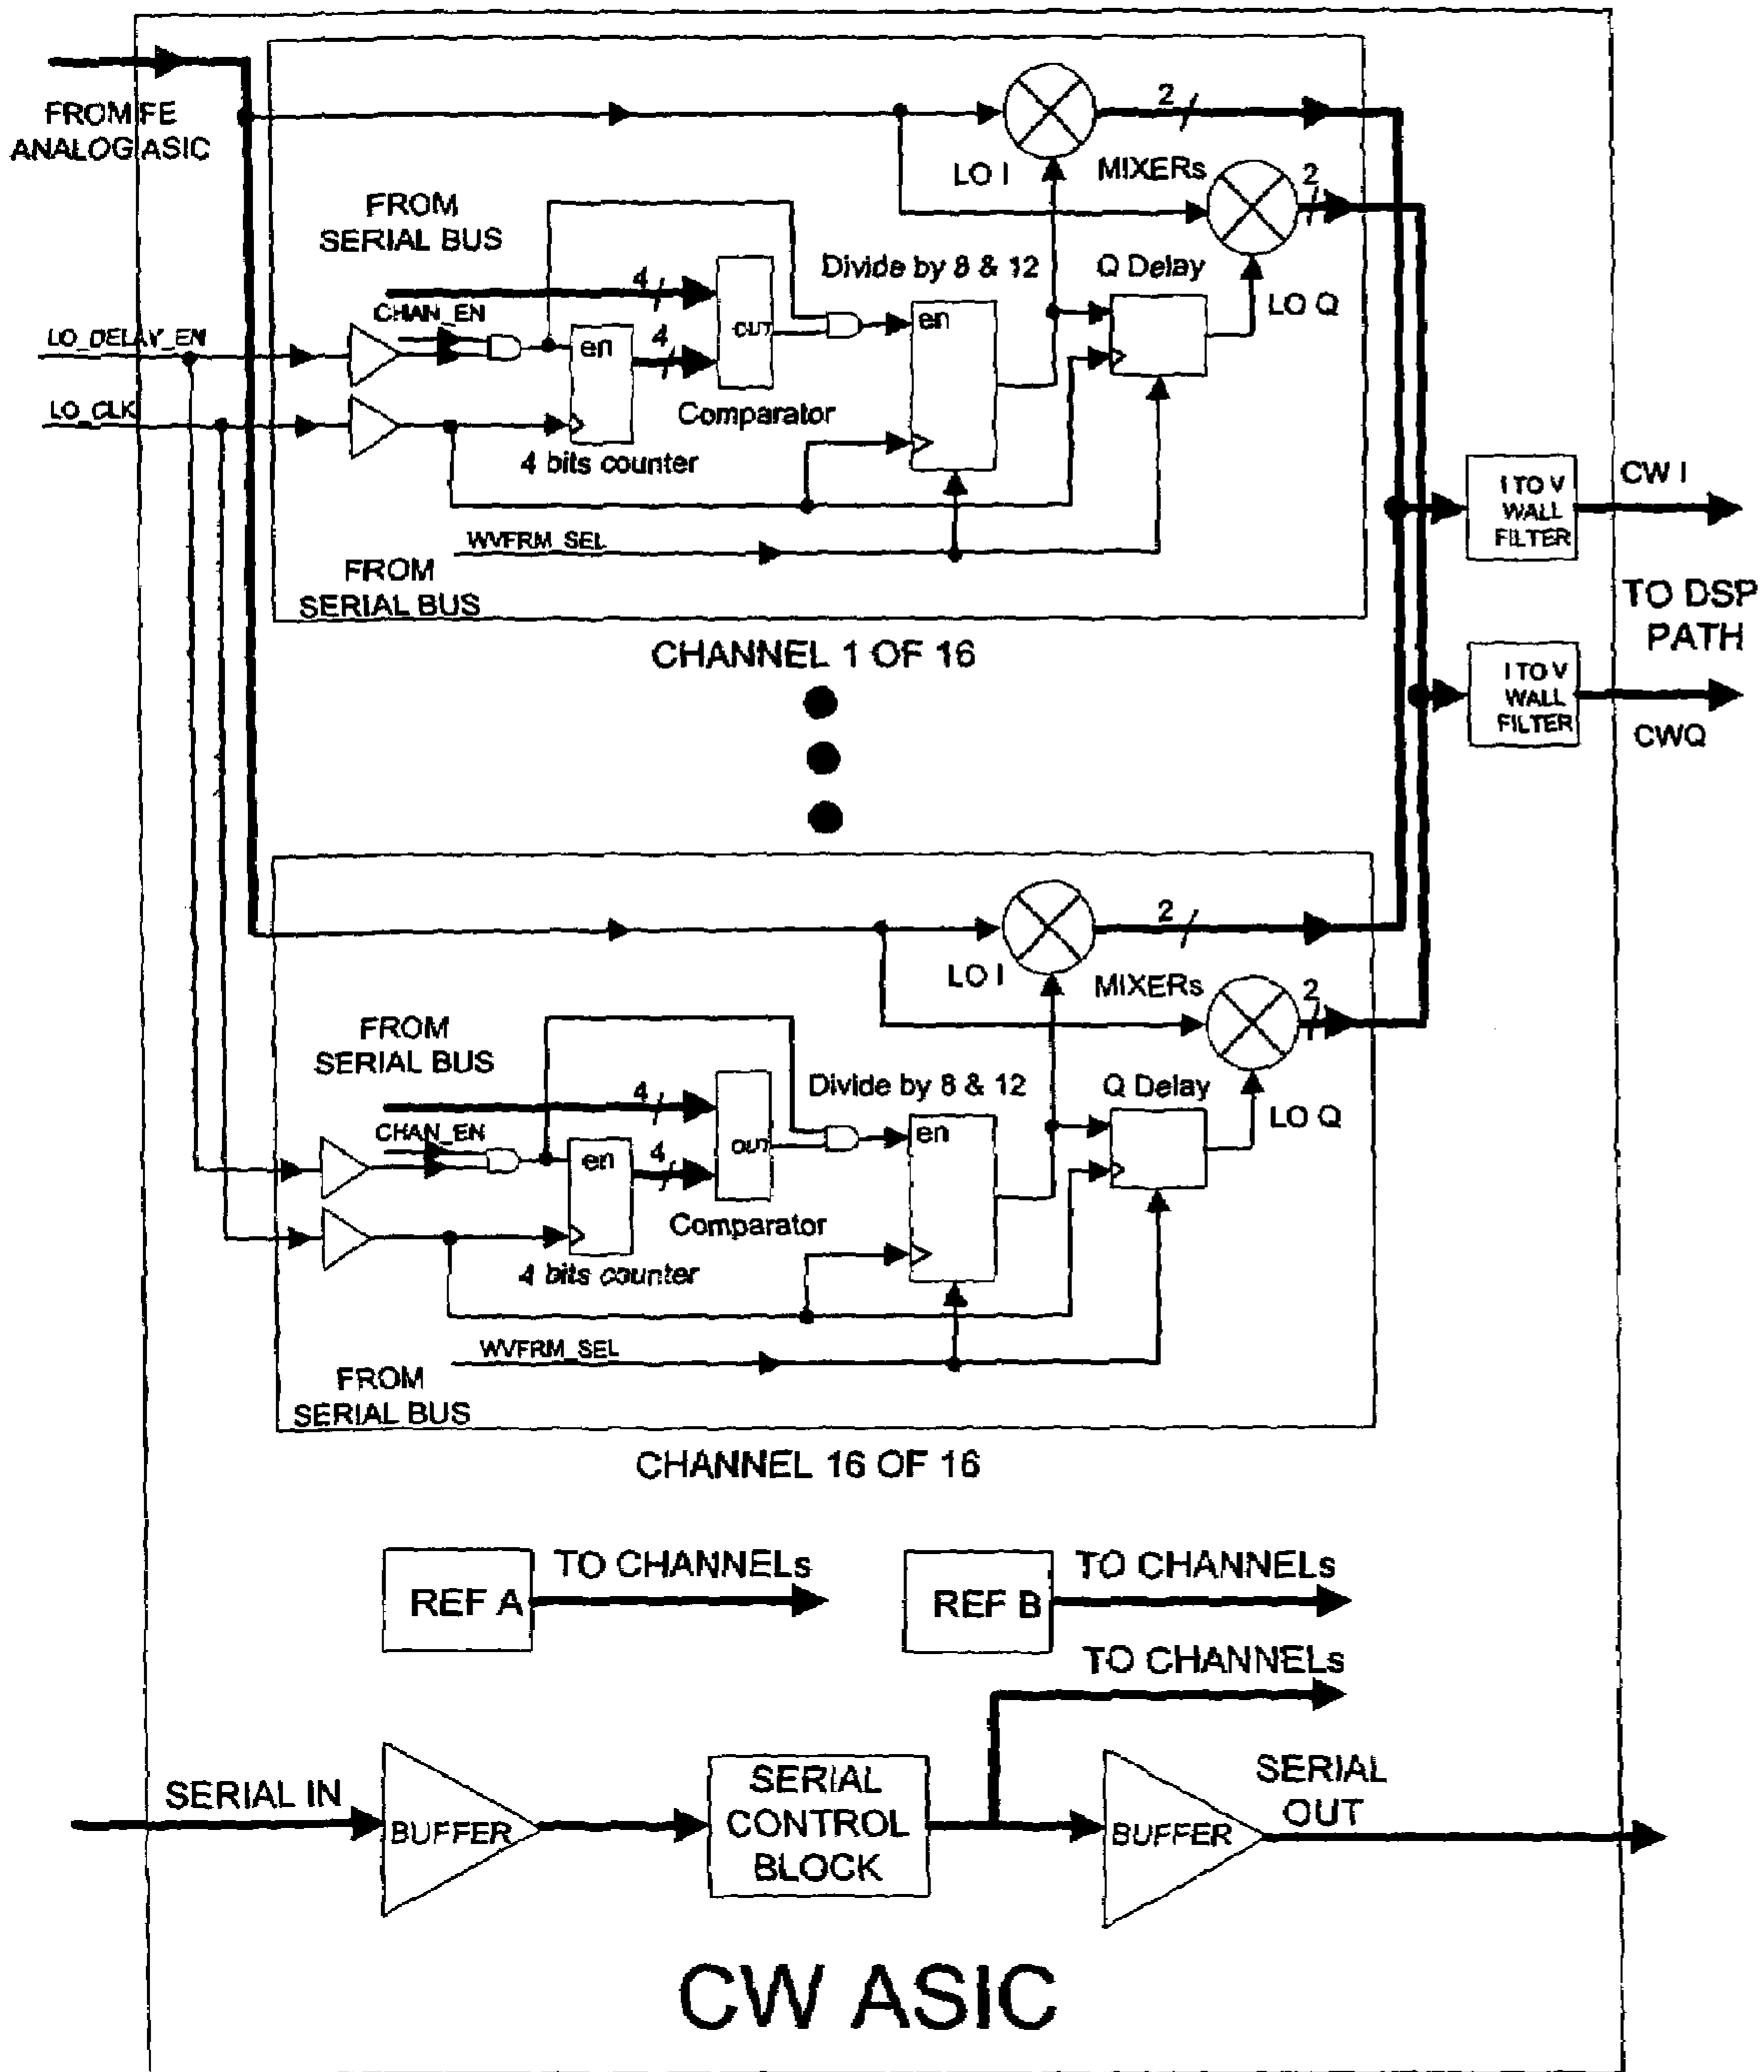 FROM FE
ANALOG ASIC
2
LO I
MIXERs
2
FROM
SERIAL BUS
Divide by 8 & 12
Q Delay
4
LO Q
CHAN_EN
LO_DELAY_EN
en
4
OUT
en
LO_CLK
Comparator
4 bits counter
WVFRM_SEL
FROM
SERIAL BUS
I TO V
WALL
FILTER
CW I
TO DSP
PATH
I TO V
WALL
FILTER
CWQ
CHANNEL 1 OF 16
2
LO I
MIXERs
2
FROM
SERIAL BUS
Divide by 8 & 12
Q Delay
4
LO Q
CHAN_EN
en
4
OUT
en
Comparator
4 bits counter
WVFRM_SEL
FROM
SERIAL BUS
CHANNEL 16 OF 16
REF A
TO CHANNELs
REF B
TO CHANNELs
TO CHANNELs
SERIAL IN
BUFFER
SERIAL
CONTROL
BLOCK
BUFFER
SERIAL
OUT
CW ASIC